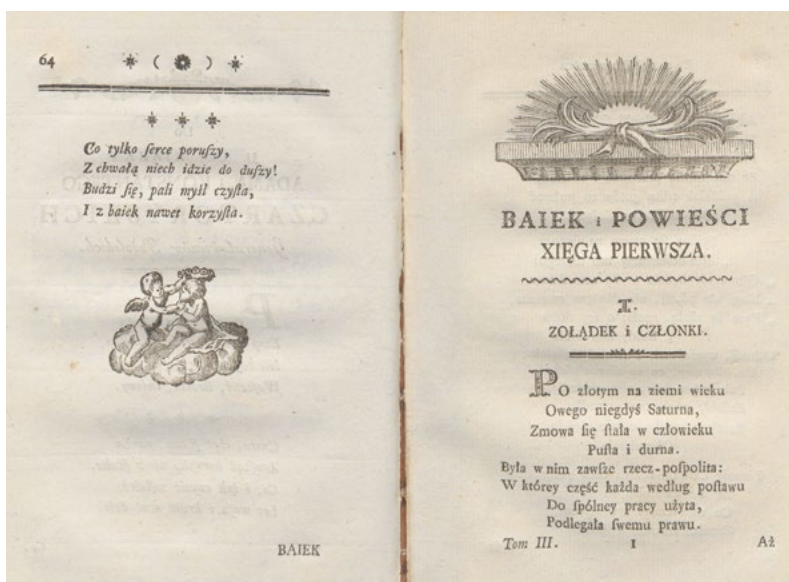 64
Co tylko ſerce poruſzy,
Z chwałą niech idzie do duſzy!
Budzi ſię, pali myśl czyſta,
I z baiek nawet korzyſta.
BAIEK
BAIEK i POWIEŚCI
XIĘGA PIERWSZA.
I.
ZOŁĄDEK i CZŁONKI.
PO złotym na ziemi wieku
Owego niegdyś Saturna,
Zmowa ſię ſtała w człowieku
Puſta i durna.
Była w nim zawſze rzecz-poſpolita:
W którey część każda według poſtawu
Do ſpólney pracy użyta,
Podlegała ſwemu prawu.
Tom III. I Aż